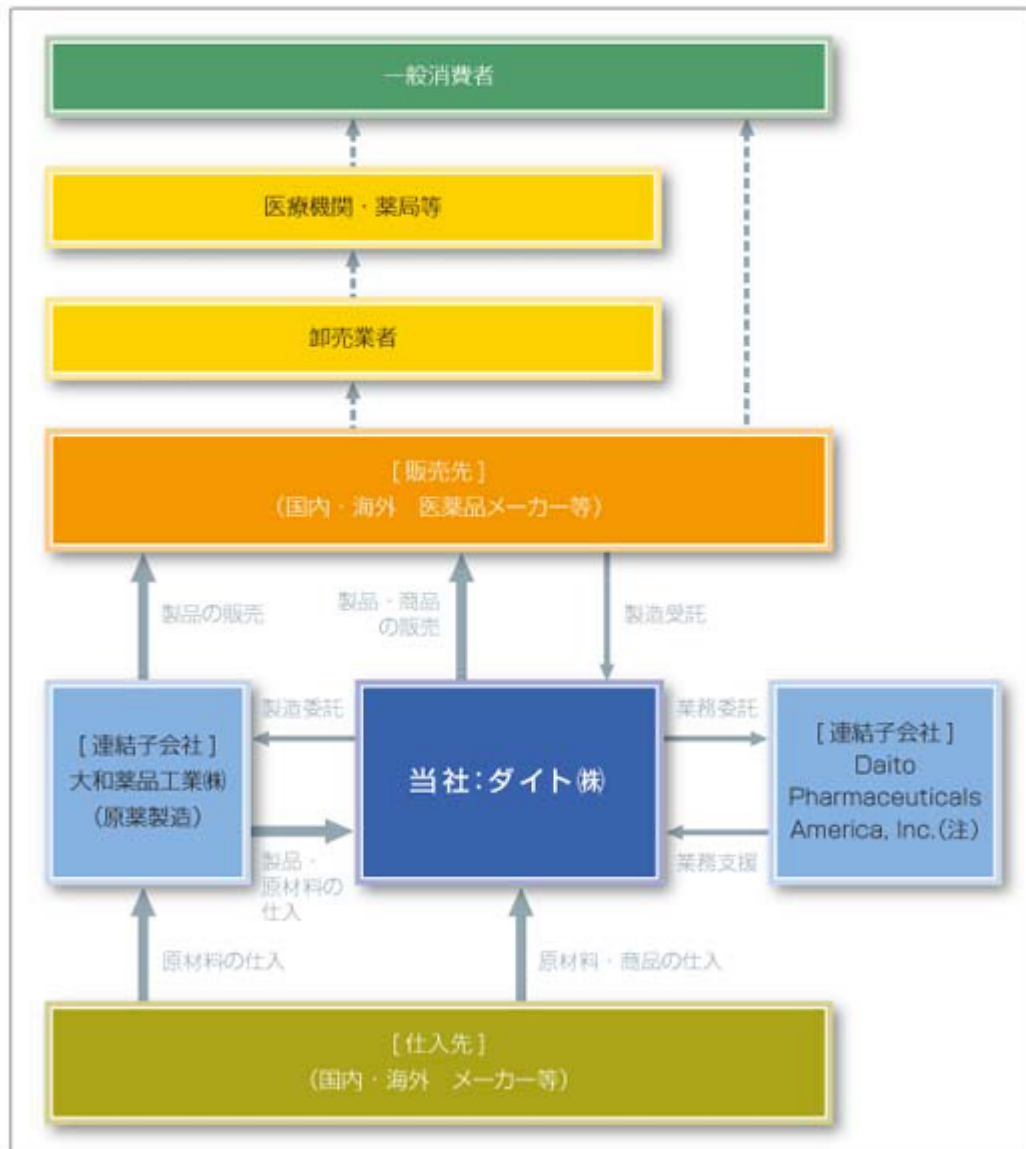 一般消費者
医療機関・薬局等
卸売業者
[販売先]
(国内・海外　医薬品メーカー等)
製品の販売
製品・商品
の販売
製造受託
[連結子会社]
大和薬品工業㈱
(原薬製造)
製造委託
製品・
原材料の
仕入
当社:ダイト㈱
業務委託
業務支援
[連結子会社]
Daito
Pharmaceuticals
America, Inc.(注)
原材料の仕入
原材料・商品の仕入
[仕入先]
(国内・海外　メーカー等)